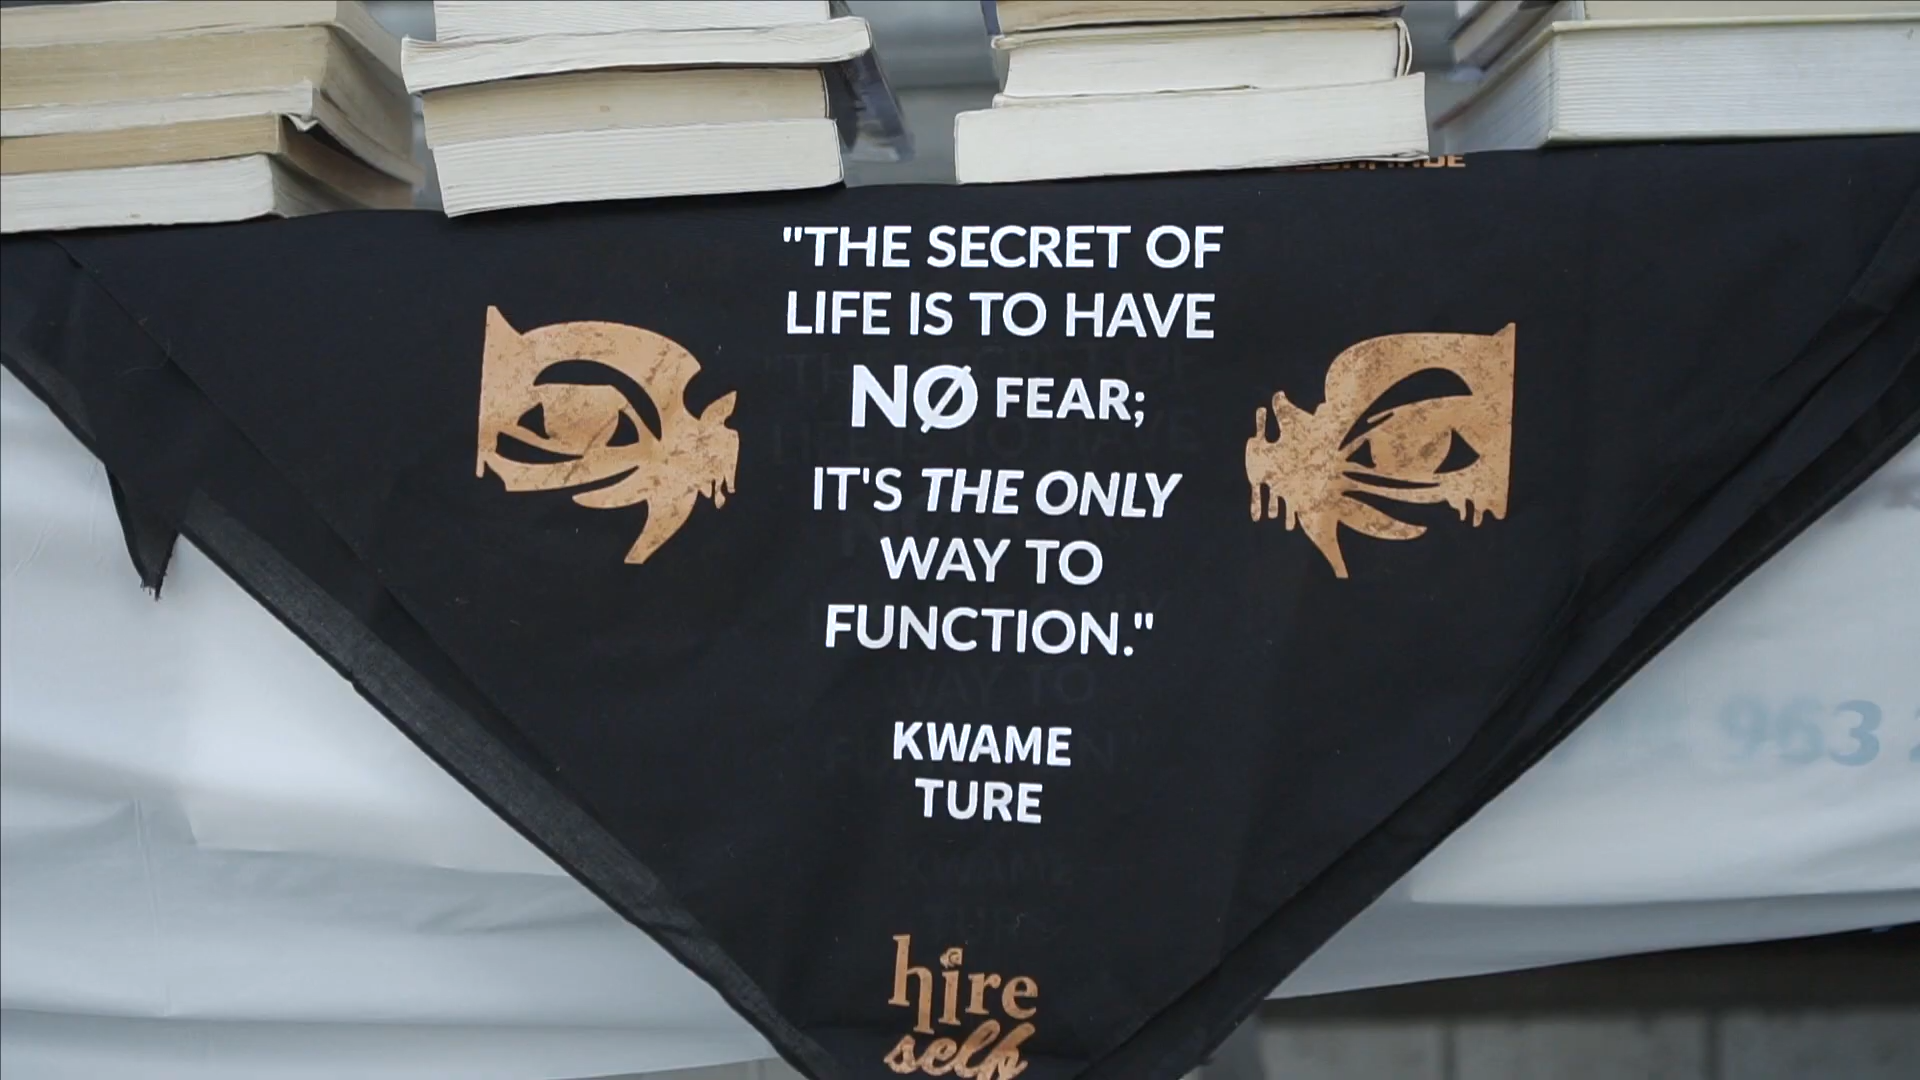 "THE SECRET OF
LIFE IS TO HAVE
NØ FEAR;
IT'S THE ONLY
WAY TO
FUNCTION."
KWAME
TURE
963
hire
self